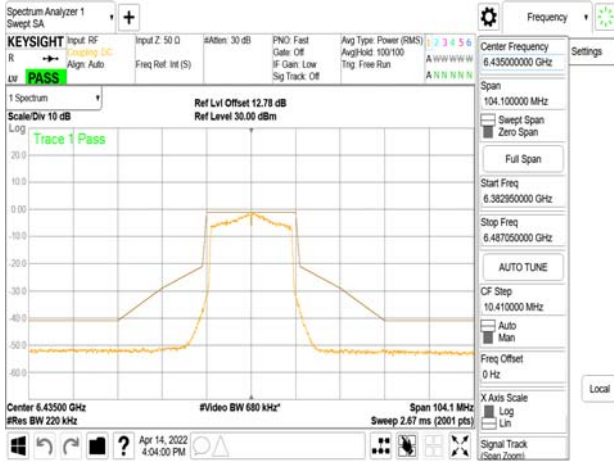 Spectrum Analyzer 1
Swept SA
+
Frequency
KEYSIGHT
R
LVI
PASS
Input: RF
Coupling: DC
Align: Auto
Input Z: 50 Ω
Freq Ref: Int (S)
#Atten: 30 dB
PNO: Fast
Gate: Off
IF Gain: Low
Sig Track: Off
Avg Type: Power (RMS)
Avg|Hold: 100/100
Trig: Free Run
1 2 3 4 5 6
A W W W W W
A N N N N N
1 Spectrum
Scale/Div 10 dB
Ref Lvl Offset 12.78 dB
Ref Level 30.00 dBm
Log
Trace 1 Pass
20.0
10.0
0.00
-10.0
-20.0
-30.0
-40.0
-50.0
-60.0
Center 6.43500 GHz
#Res BW 220 kHz
#Video BW 680 kHz*
Span 104.1 MHz
Sweep 2.67 ms (2001 pts)
?
Apr 14, 2022
4:04:00 PM
Center Frequency
6.435000000 GHz
Settings
Span
104.100000 MHz
Swept Span
Zero Span
Full Span
Start Freq
6.382950000 GHz
Stop Freq
6.487050000 GHz
AUTO TUNE
CF Step
10.410000 MHz
Auto
Man
Freq Offset
0 Hz
X Axis Scale
Log
Lin
Local
Signal Track
(Span Zoom)